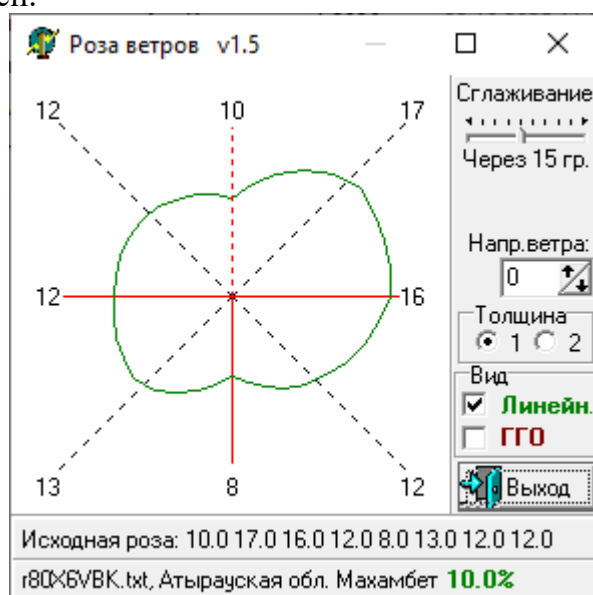 Роза ветров v1.5
Сглаживание
Через 15 гр.
12 10 17
Напр.ветра:
0
12 16
Толщина
1 2
Вид
Линейн.
ГГО
13 8 12
Выход
Исходная роза: 10.0 17.0 16.0 12.0 8.0 13.0 12.0 12.0
r80X6VBK.txt, Атырауская обл. Махамбет 10.0%